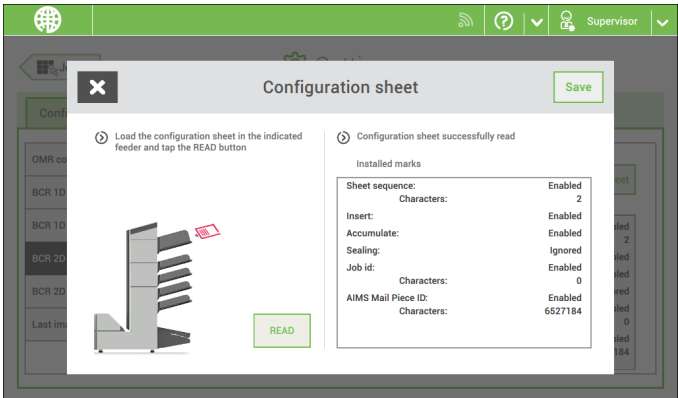 Supervisor
Configuration sheet
Save
Load the configuration sheet in the indicated
feeder and tap the READ button
READ
Configuration sheet successfully read
Installed marks
Sheet sequence: Enabled
Characters: 2
Insert: Enabled
Accumulate: Enabled
Sealing: Ignored
Job id: Enabled
Characters: 0
AIMS Mail Piece ID: Enabled
Characters: 6527184
OMR
BCR 1D
BCR 1D
BCR 2D
BCR 2D
Last
2
0
184